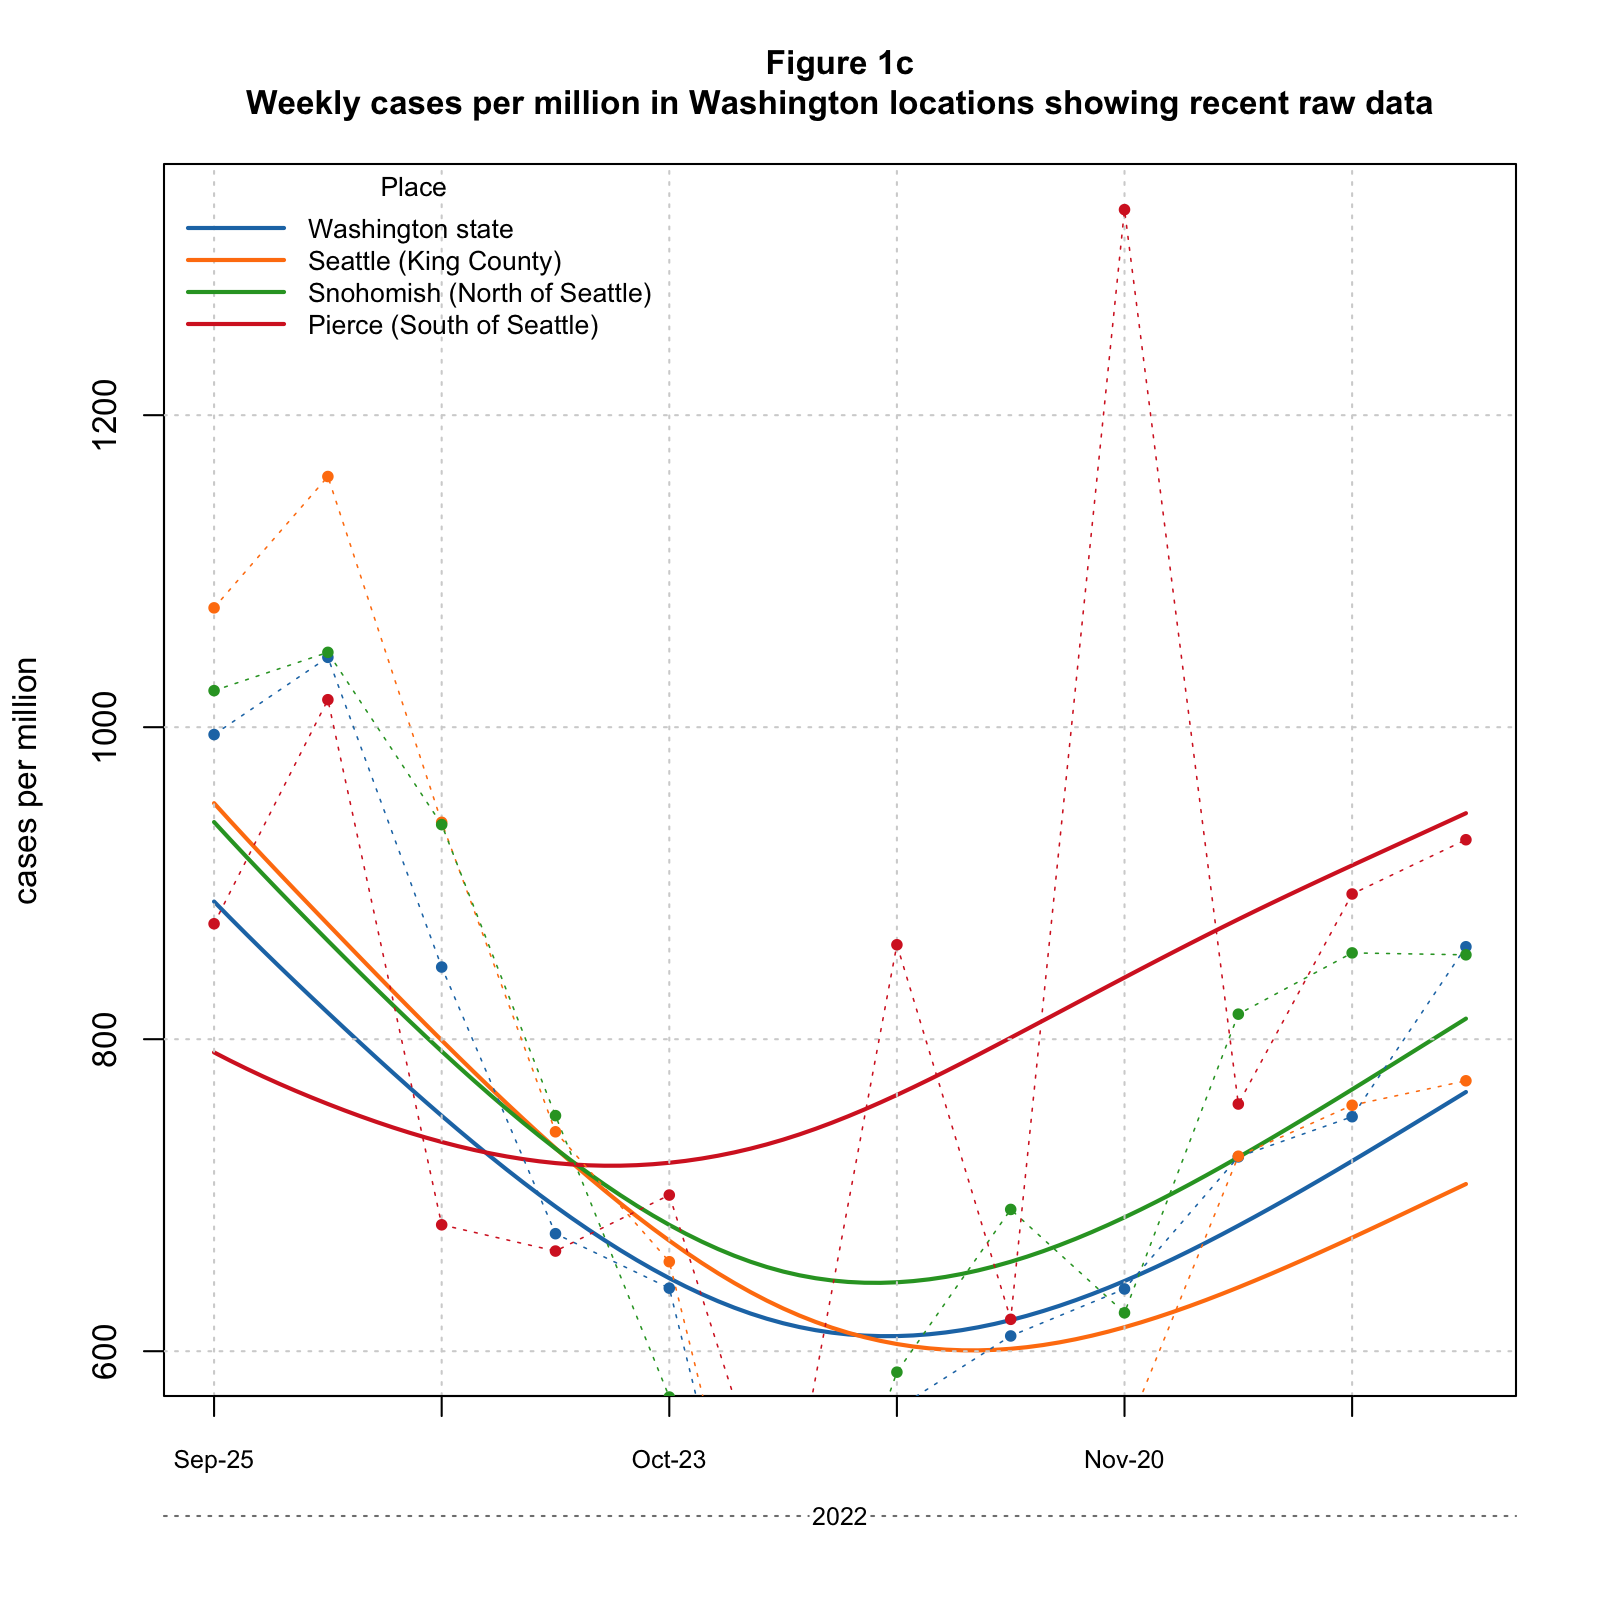 Figure 1c
Weekly cases per million in Washington locations showing recent raw data
Place
Washington state
Seattle (King County)
Snohomish (North of Seattle)
Pierce (South of Seattle)
cases per million
1200
1000
800
600
Sep-25
Oct-23
Nov-20
2022